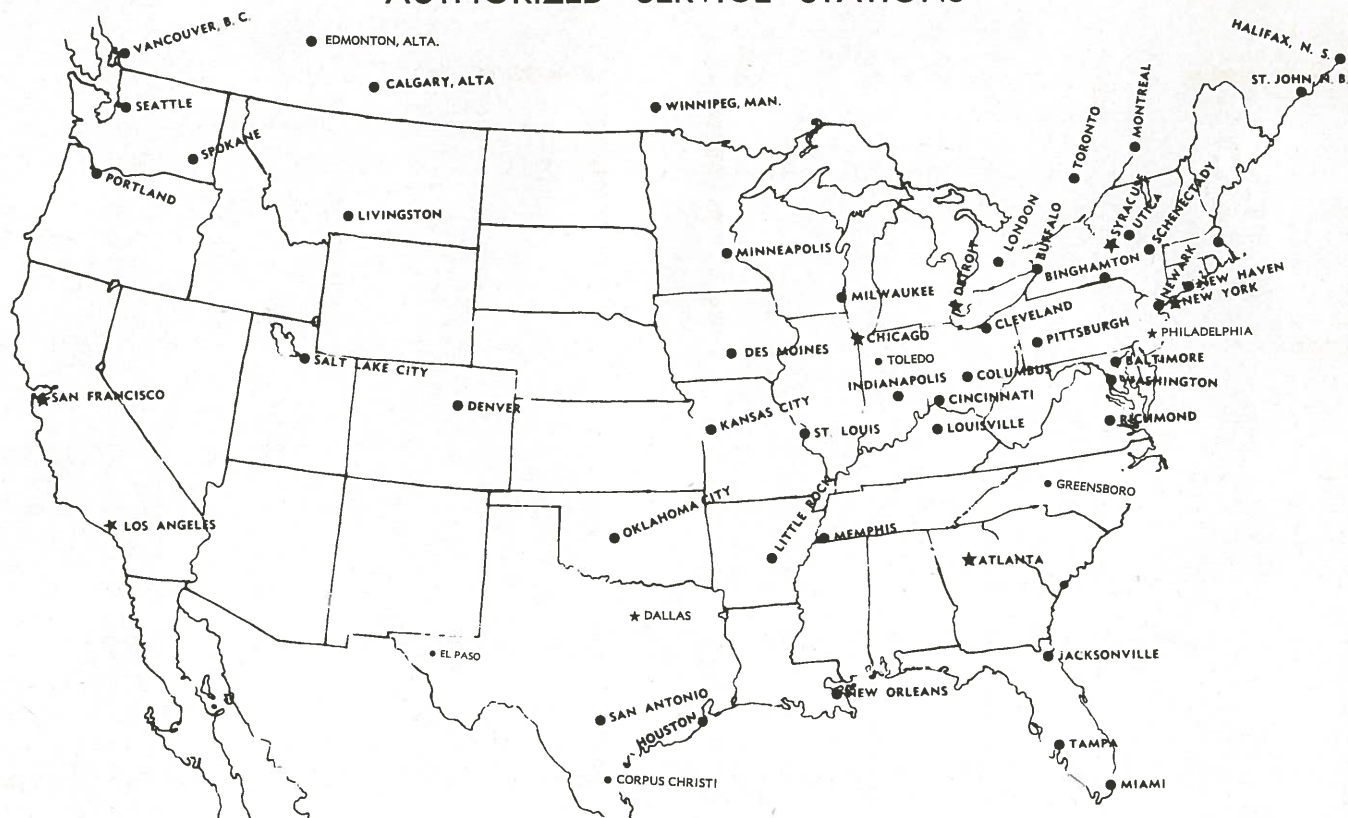 AUTHORIZED SERVICE STATIONS
VANCOUVER, B. C.
EDMONTON, ALTA.
CALGARY, ALTA
WINNIPEG, MAN.
HALIFAX, N. S.
ST. JOHN, N. B.
MONTREAL
TORONTO
SEATTLE
SPOKANE
PORTLAND
LIVINGSTON
MINNEAPOLIS
MILWAUKEE
DETROIT
LONDON
BUFFALO
SYRACUSE
UTICA
SCHENECTADY
BINGHAMTON
NEWARK
NEW HAVEN
NEW YORK
PHILADELPHIA
CLEVELAND
PITTSBURGH
CHICAGO
TOLEDO
DES MOINES
INDIANAPOLIS
COLUMBUS
BALTIMORE
WASHINGTON
CINCINNATI
LOUISVILLE
RICHMOND
SALT LAKE CITY
SAN FRANCISCO
DENVER
KANSAS CITY
ST. LOUIS
GREENSBORO
LOS ANGELES
OKLAHOMA CITY
LITTLE ROCK
MEMPHIS
ATLANTA
DALLAS
EL PASO
JACKSONVILLE
NEW ORLEANS
SAN ANTONIO
HOUSTON
TAMPA
CORPUS CHRISTI
MIAMI